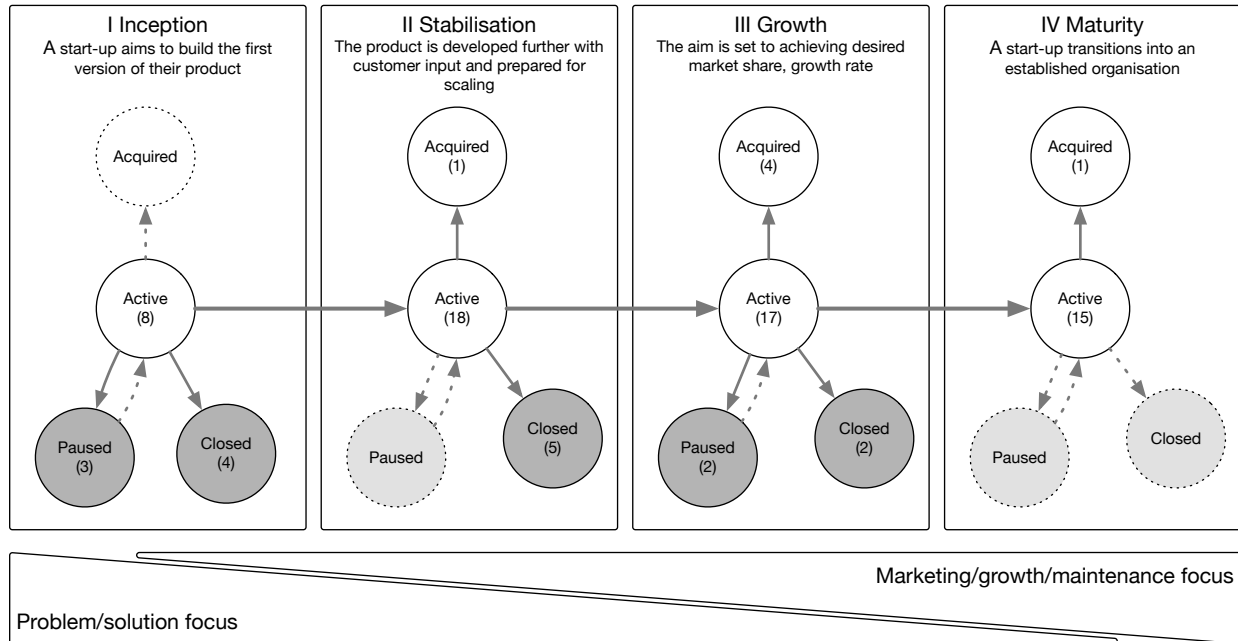 I Inception
A start-up aims to build the first
version of their product
Acquired
Active
(8)
Paused
(3)
Closed
(4)
II Stabilisation
The product is developed further with
customer input and prepared for
scaling
Acquired
(1)
Active
(18)
Paused
Closed
(5)
III Growth
The aim is set to achieving desired
market share, growth rate
Acquired
(4)
Active
(17)
Paused
(2)
Closed
(2)
IV Maturity
A start-up transitions into an
established organisation
Acquired
(1)
Active
(15)
Paused
Closed
Marketing/growth/maintenance focus
Problem/solution focus